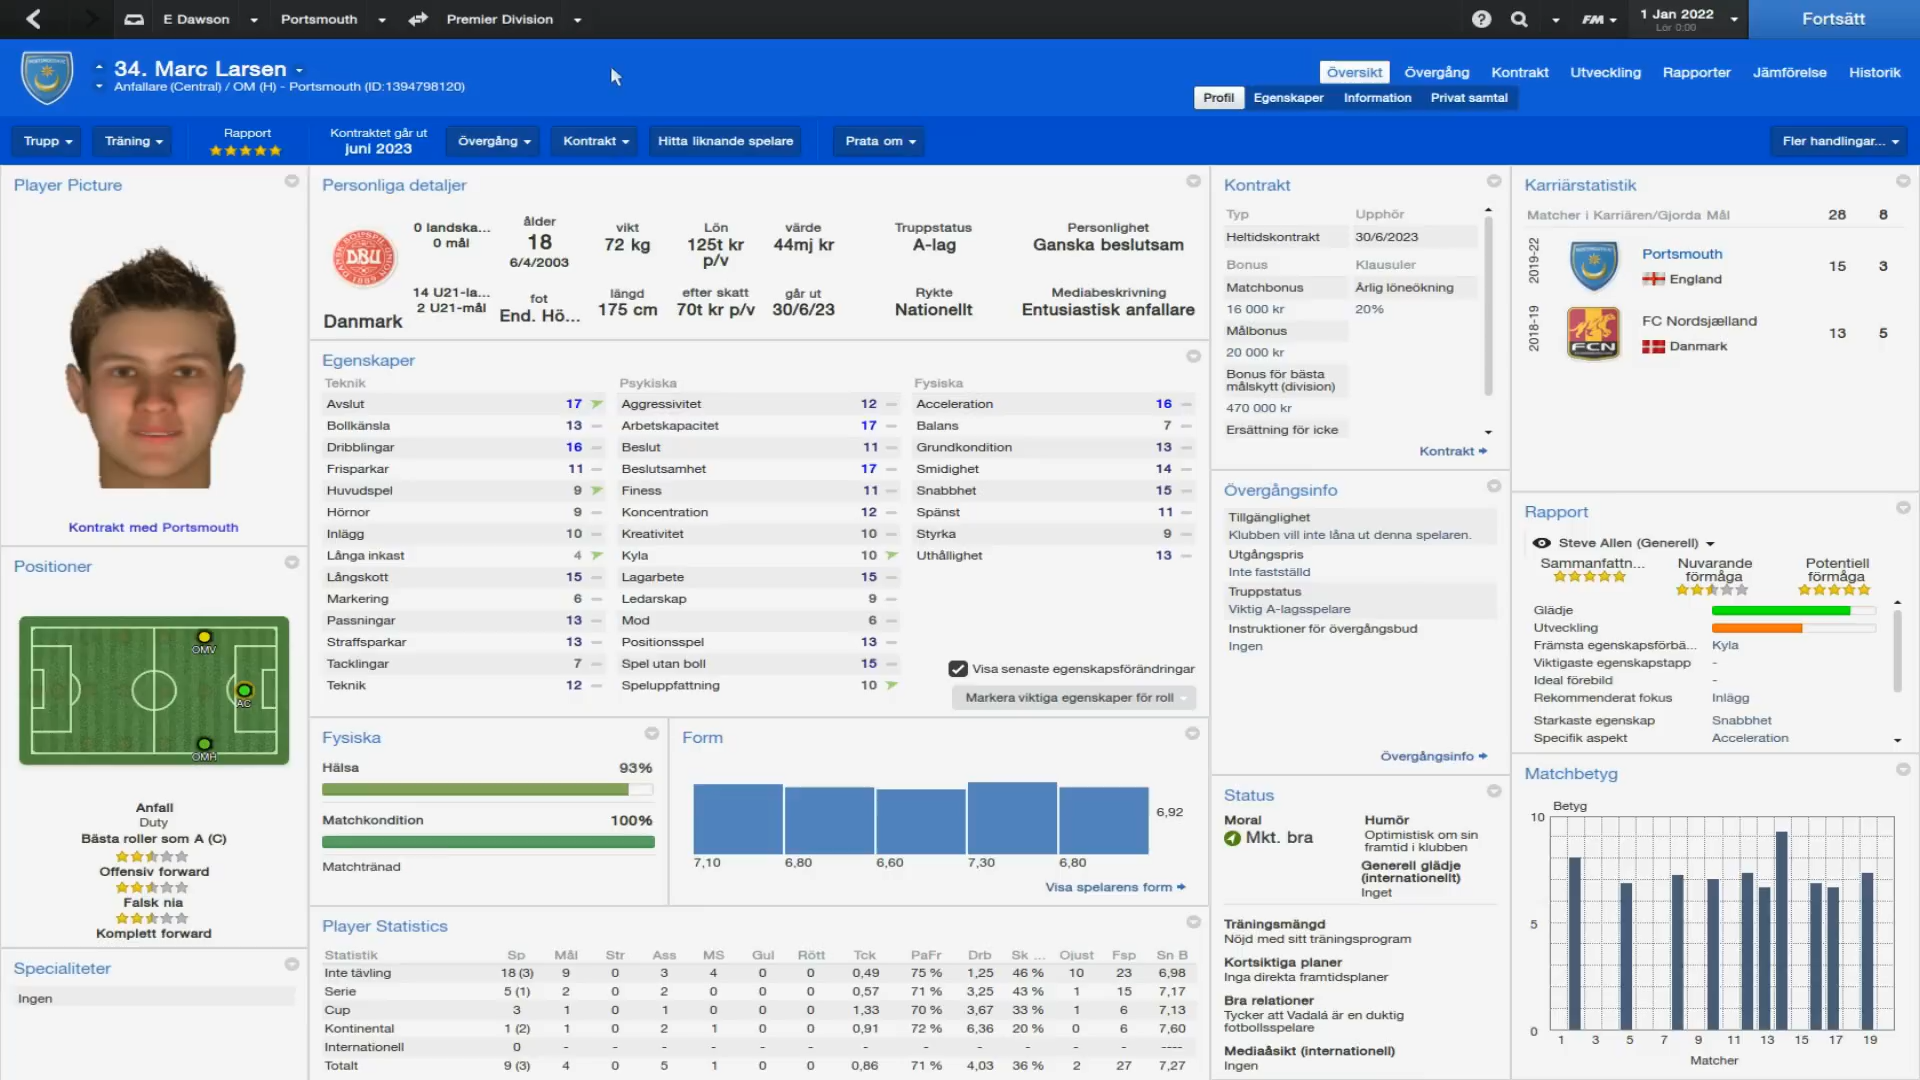 E Dawson
Portsmouth
Premier Division
1 Jan 2022
Lör 0:00
Fortsätt
34. Marc Larsen
Anfallare (Central) / OM (H) - Portsmouth (ID:1394798120)
Översikt Övergång Kontrakt Utveckling Rapporter Jämförelse Historik
Profil Egenskaper Information Privat samtal
Trupp
Träning
Rapport
Kontraktet går ut
juni 2023
Övergång
Kontrakt
Hitta liknande spelare
Prata om
Fler handlingar...
Player Picture
Kontrakt med Portsmouth
Positioner
OMV
AC
OMH
Anfall
Duty
Bästa roller som A (C)
Offensiv forward
Falsk nia
Komplett forward
Specialiteter
Ingen
Personliga detaljer
Danmark
0 landska...
0 mål
14 U21-la...
2 U21-mål
ålder
18
6/4/2003
fot
End. Hö...
vikt
72 kg
längd
175 cm
Lön
125t kr
p/v
efter skatt
70t kr p/v
värde
44mj kr
går ut
30/6/23
Truppstatus
A-lag
Rykte
Nationellt
Personlighet
Ganska beslutsam
Mediabeskrivning
Entusiastisk anfallare
Egenskaper
Teknik
Avslut 17
Bollkänsla 13
Dribblingar 16
Frisparkar 11
Huvudspel 9
Hörnor 9
Inlägg 10
Långa inkast 4
Långskott 15
Markering 6
Passningar 13
Straffsparkar 13
Tacklingar 7
Teknik 12
Psykiska
Aggressivitet 12
Arbetskapacitet 17
Beslut 11
Beslutsamhet 17
Finess 11
Koncentration 12
Kreativitet 10
Kyla 10
Lagarbete 15
Ledarskap 9
Mod 6
Positionsspel 13
Spel utan boll 15
Speluppfattning 10
Fysiska
Acceleration 16
Balans 7
Grundkondition 13
Smidighet 14
Snabbhet 15
Spänst 11
Styrka 9
Uthållighet 13
Visa senaste egenskapsförändringar
Markera viktiga egenskaper för roll
Fysiska
Hälsa 93%
Matchkondition 100%
Matchtränad
Form
6,92
7,10 6,80 6,60 7,30 6,80
Visa spelarens form
Player Statistics
Statistik Sp Mål Str Ass MS Gul Rött Tck PaFr Drb Sk ... Ojust Fsp Sn B
Inte tävling 18 (3) 9 0 3 4 0 0 0,49 75 % 1,25 46 % 10 23 6,98
Serie 5 (1) 2 0 2 0 0 0 0,57 71 % 3,25 43 % 1 15 7,17
Cup 3 1 0 1 0 0 0 1,33 70 % 3,67 33 % 1 6 7,13
Kontinental 1 (2) 1 0 2 1 0 0 0,91 72 % 6,36 20 % 0 6 7,60
Internationell 0 - - - - - - - - - - - - ----
Totalt 9 (3) 4 0 5 1 0 0 0,86 71 % 4,03 36 % 2 27 7,27
Kontrakt
Typ Upphör
Heltidskontrakt 30/6/2023
Bonus Klausuler
Matchbonus Årlig löneökning
16 000 kr 20%
Målbonus
20 000 kr
Bonus för bästa
målskytt (division)
470 000 kr
Ersättning för icke
Kontrakt
Övergångsinfo
Tillgänglighet
Klubben vill inte låna ut denna spelaren.
Utgångspris
Inte fastställd
Truppstatus
Viktig A-lagsspelare
Instruktioner för övergångsbud
Ingen
Övergångsinfo
Status
Moral
Mkt. bra
Humör
Optimistisk om sin
framtid i klubben
Generell glädje
(internationellt)
Inget
Träningsmängd
Nöjd med sitt träningsprogram
Kortsiktiga planer
Inga direkta framtidsplaner
Bra relationer
Tycker att Vadalá är en duktig
fotbollsspelare
Mediaåsikt (internationell)
Ingen
Karriärstatistik
Matcher i Karriären/Gjorda Mål 28 8
2019-22
Portsmouth
England
15 3
2018-19
FCN
FC Nordsjælland
Danmark
13 5
Rapport
Steve Allen (Generell)
Sammanfattn...
Nuvarande
förmåga
Potentiell
förmåga
Glädje
Utveckling
Främsta egenskapsförbä... Kyla
Viktigaste egenskapstapp -
Ideal förebild -
Rekommenderat fokus Inlägg
Starkaste egenskap Snabbhet
Specifik aspekt Acceleration
Matchbetyg
Betyg
10
5
0
1 3 5 7 9 11 13 15 17 19
Matcher